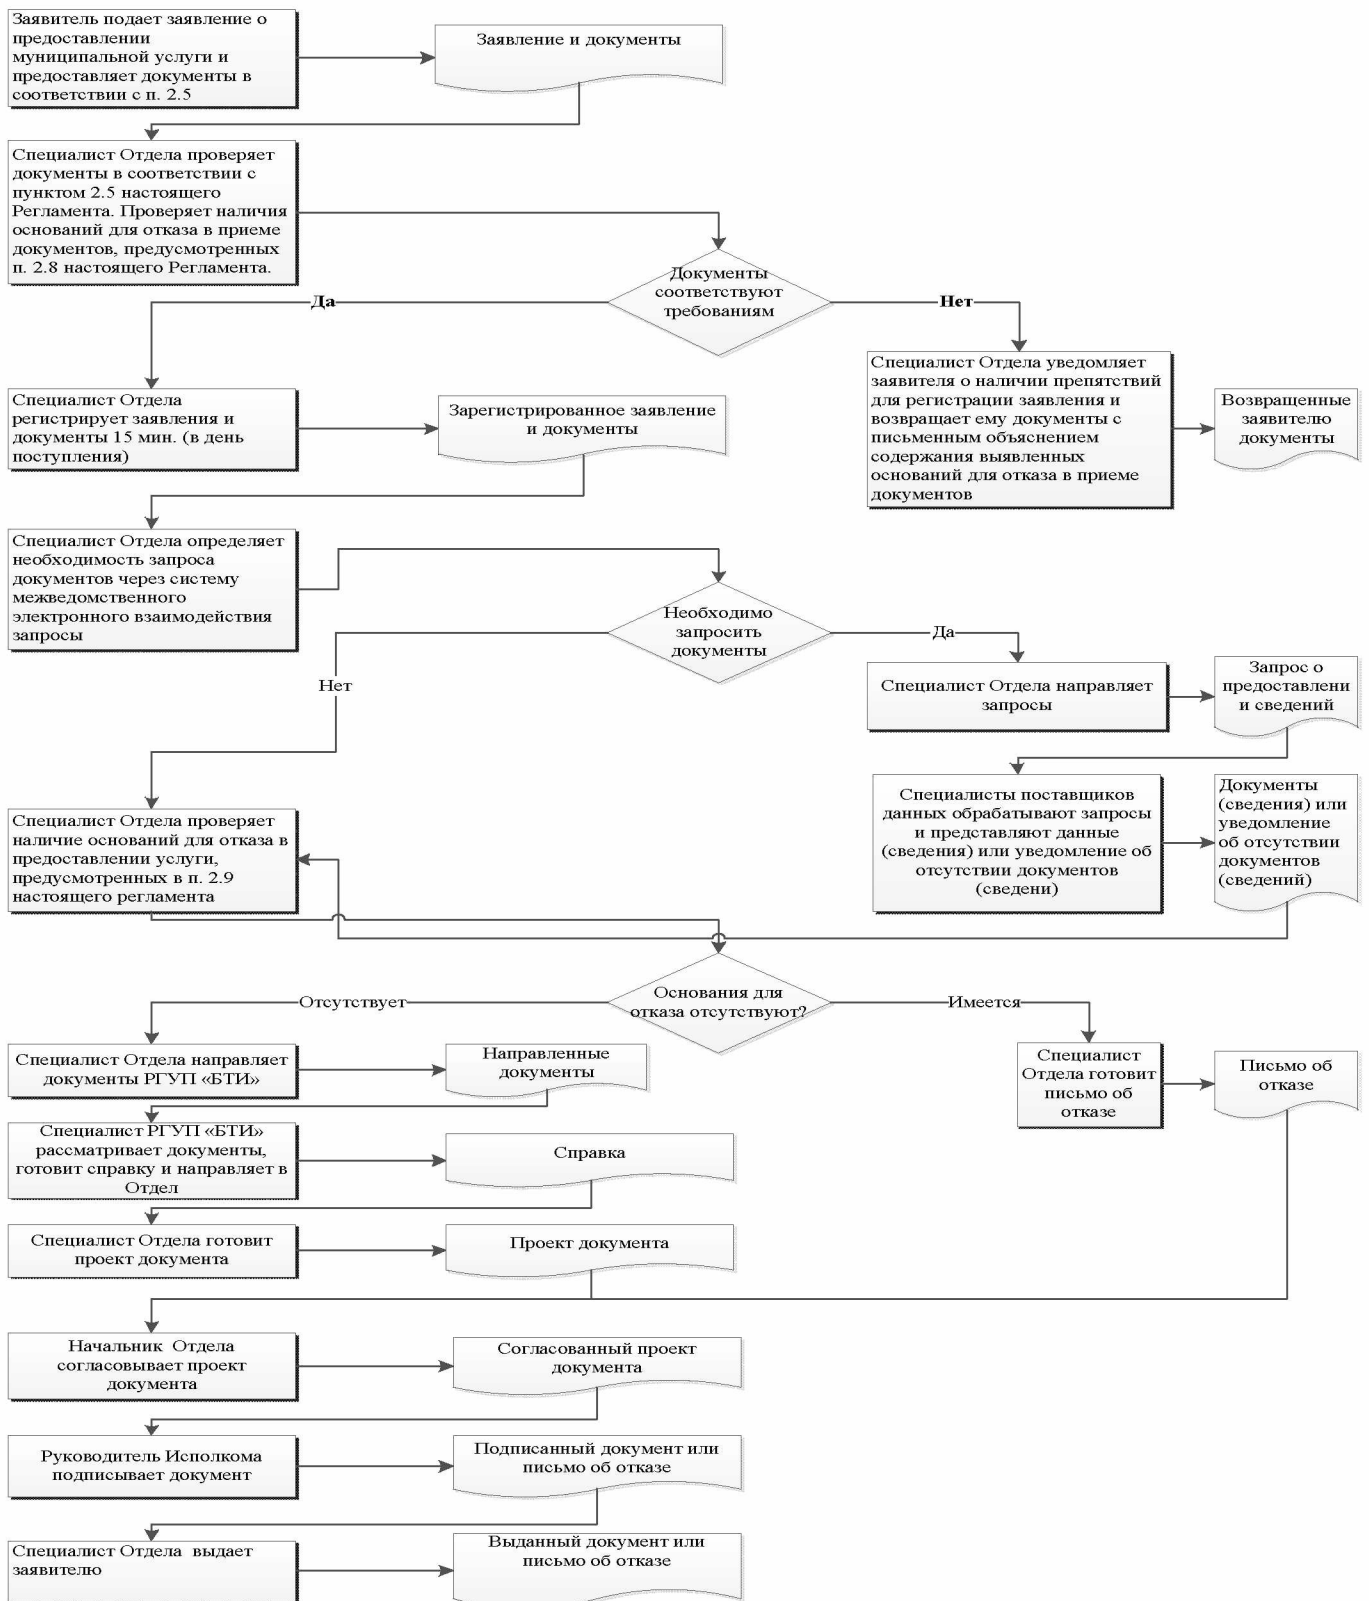 Заявитель подает заявление о
предоставлении
муниципальной услуги и
предоставляет документы в
соответствии с п. 2.5
Заявление и документы
Специалист Отдела проверяет
документы в соответствии с
пунктом 2.5 настоящего
Регламента. Проверяет наличия
оснований для отказа в приеме
документов, предусмотренных
п. 2.8 настоящего Регламента.
Документы
соответствуют
требованиям
Да
Нет
Специалист Отдела
регистрирует заявления и
документы 15 мин. (в день
поступления)
Зарегистрированное заявление
и документы
Специалист Отдела уведомляет
заявителя о наличии препятствий
для регистрации заявления и
возвращает ему документы с
письменным объяснением
содержания выявленных
оснований для отказа в приеме
документов
Возвращенные
заявителю
документы
Специалист Отдела определяет
необходимость запроса
документов через систему
межведомственного
электронного взаимодействия
запросы
Необходимо
запросить
документы
Да
Нет
Специалист Отдела направляет
запросы
Запрос о
предоставлени
и сведений
Специалисты поставщиков
данных обрабатывают запросы
и представляют данные
(сведения) или уведомление об
отсутствии документов
(сведени)
Документы
(сведения) или
уведомление
об отсутствии
документов
(сведений)
Специалист Отдела проверяет
наличие оснований для отказа в
предоставлении услуги,
предусмотренных в п. 2.9
настоящего регламента
Основания для
отказа отсутствуют?
Отсутствует
Имеется
Специалист Отдела направляет
документы РГУП «БТИ»
Направленные
документы
Специалист
Отдела готовит
письмо об
отказе
Письмо об
отказе
Специалист РГУП «БТИ»
рассматривает документы,
готовит справку и направляет в
Отдел
Справка
Специалист Отдела готовит
проект документа
Проект документа
Начальник  Отдела
согласовывает проект
документа
Согласованный проект
документа
Руководитель Исполкома
подписывает документ
Подписанный документ или
письмо об отказе
Специалист Отдела  выдает
заявителю
Выданный документ или
письмо об отказе